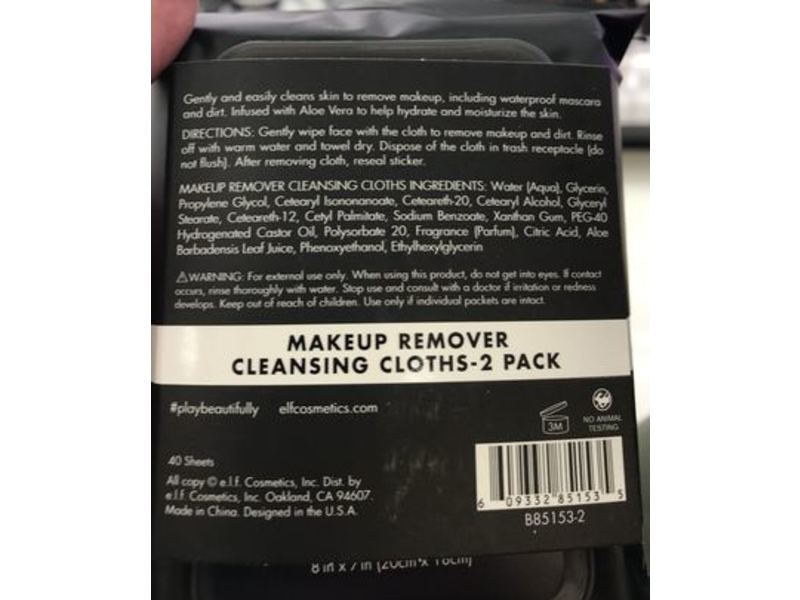 Gently and easily cleans skin to remove makeup, including waterproof mascara
and dirt. Infused with Aloe Vera to help hydrate and moisturize the skin.
DIRECTIONS: Gently wipe face with the cloth to remove makeup and dirt. Rinse
off with warm water and towel dry. Dispose of the cloth in trash receptacle (do
not flush). After removing cloth, reseal sticker.
MAKEUP REMOVER CLEANSING CLOTHS INGREDIENTS: Water (Aqua), Glycerin,
Propylene Glycol, Cetearyl Isononanoate, Ceteareth-20, Cetearyl Alcohol, Glyceryl
Stearate, Ceteareth-12, Cetyl Palmitate, Sodium Benzoate, Xanthan Gum, PEG-40
Hydrogenated Castor Oil, Polysorbate 20, Fragrance (Parfum), Citric Acid, Aloe
Barbadensis Leaf Juice, Phenoxyethanol, Ethylhexylglycerin
⚠WARNING: For external use only. When using this product, do not get into eyes. If contact
occurs, rinse thoroughly with water. Stop use and consult with a doctor if irritation or redness
develops. Keep out of reach of children. Use only if individual packets are intact.
MAKEUP REMOVER
CLEANSING CLOTHS-2 PACK
#playbeautifully elfcosmetics.com
3M
NO ANIMAL
TESTING
40 Sheets
All copy © e.l.f. Cosmetics, Inc. Dist. by
e.l.f. Cosmetics, Inc. Oakland, CA 94607.
Made in China. Designed in the U.S.A.
6 09332 85153 5
B85153-2
8 in x 7 in (20cm x 18cm)